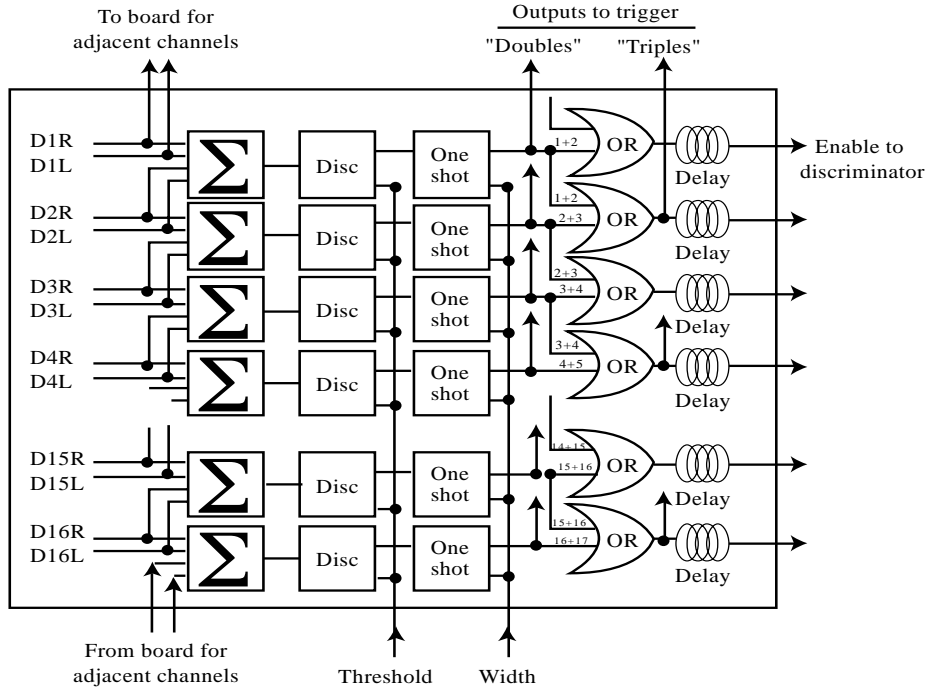 To board for
adjacent channels
Outputs to trigger
"Doubles" "Triples"
D1R
D1L
Σ
Disc
One
shot
1+2
OR
Delay
Enable to
discriminator
D2R
D2L
Σ
Disc
One
shot
1+2
2+3
OR
Delay
D3R
D3L
Σ
Disc
One
shot
2+3
3+4
OR
Delay
D4R
D4L
Σ
Disc
One
shot
3+4
4+5
OR
Delay
D15R
D15L
Σ
Disc
One
shot
14+15
15+16
OR
Delay
D16R
D16L
Σ
Disc
One
shot
15+16
16+17
OR
Delay
From board for
adjacent channels
Threshold
Width